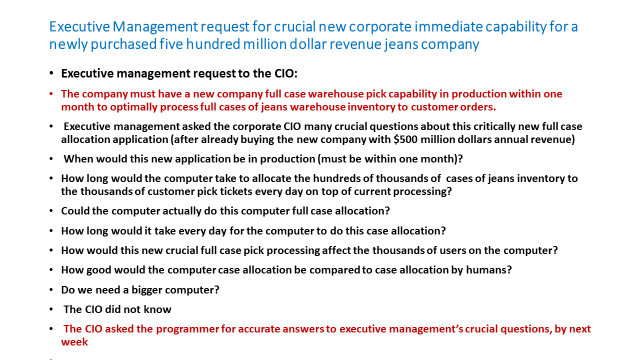 Executive Management request for crucial new corporate immediate capability for a
newly purchased five hundred million dollar revenue jeans company
• Executive management request to the CIO:
• The company must have a new company full case warehouse pick capability in production within one
month to optimally process full cases of jeans warehouse inventory to customer orders.
• Executive management asked the corporate CIO many crucial questions about this critically new full case
allocation application (after already buying the new company with $500 million dollars annual revenue)
• When would this new application be in production (must be within one month)?
• How long would the computer take to allocate the hundreds of thousands of cases of jeans inventory to
the thousands of customer pick tickets every day on top of current processing?
• Could the computer actually do this computer full case allocation?
• How long would it take every day for the computer to do this case allocation?
• How would this new crucial full case pick processing affect the thousands of users on the computer?
• How good would the computer case allocation be compared to case allocation by humans?
• Do we need a bigger computer?
• The CIO did not know
• The CIO asked the programmer for accurate answers to executive management's crucial questions, by next
week